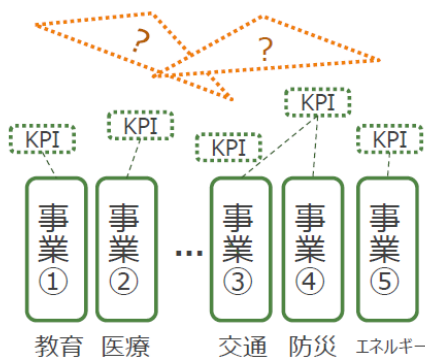 ?
?
KPI
KPI
KPI
KPI
KPI
事業①
事業②
…
事業③
事業④
事業⑤
教育
医療
交通
防災
エネルギー